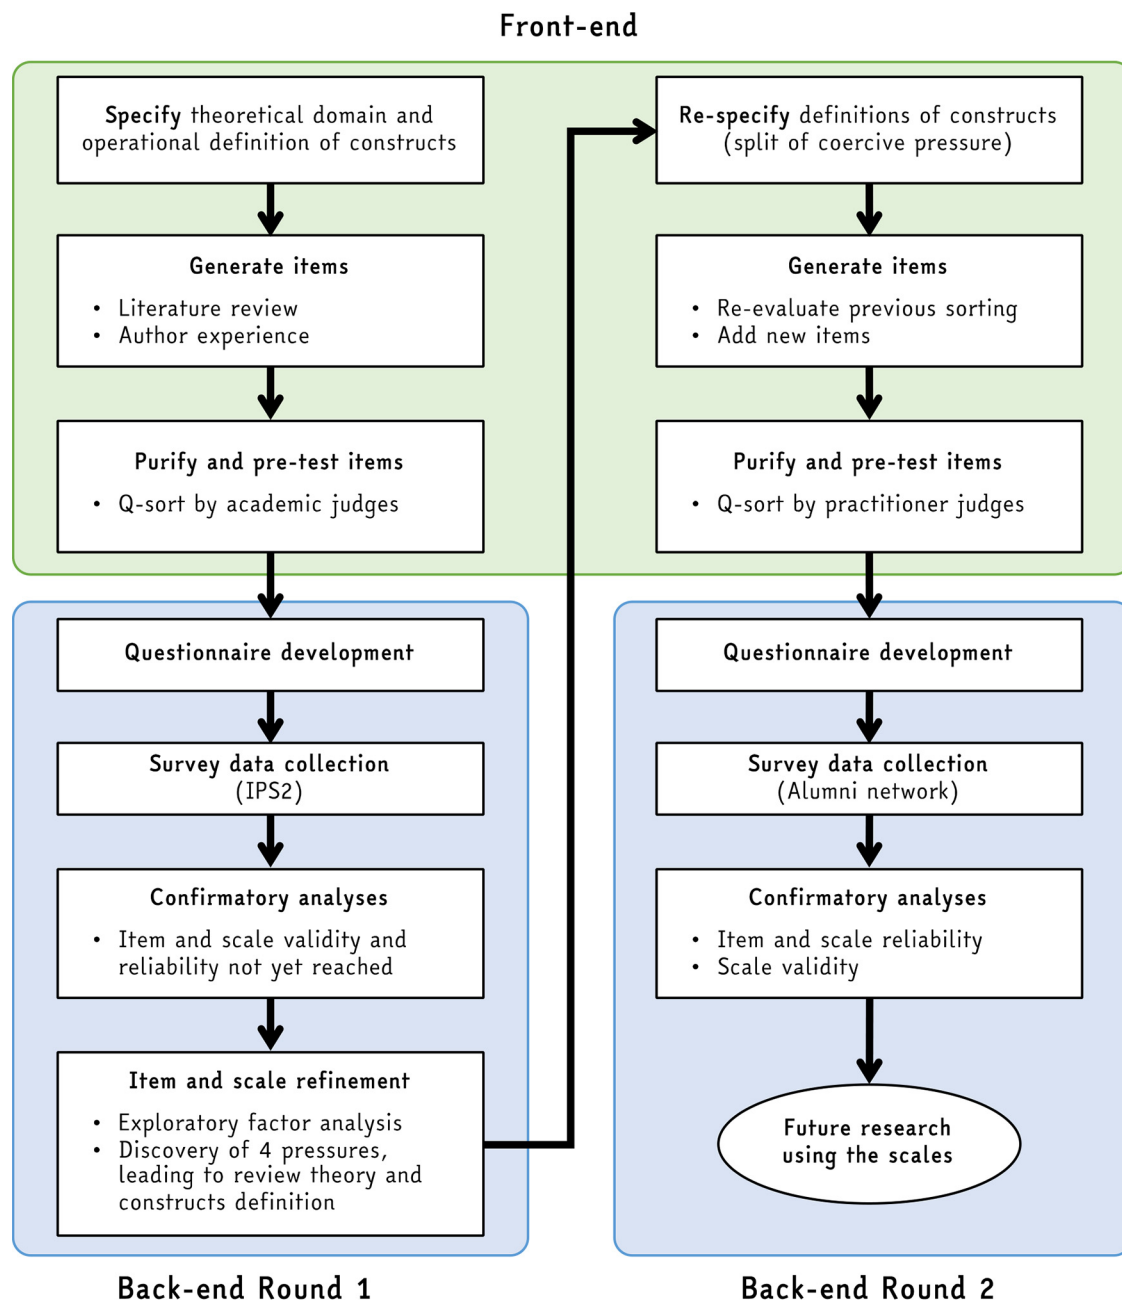 Front-end
Specify theoretical domain and
operational definition of constructs
Generate items
• Literature review
• Author experience
Purify and pre-test items
• Q-sort by academic judges
Questionnaire development
Survey data collection
(IPS2)
Confirmatory analyses
• Item and scale validity and
reliability not yet reached
Item and scale refinement
• Exploratory factor analysis
• Discovery of 4 pressures,
leading to review theory and
constructs definition
Back-end Round 1
Re-specify definitions of constructs
(split of coercive pressure)
Generate items
• Re-evaluate previous sorting
• Add new items
Purify and pre-test items
• Q-sort by practitioner judges
Questionnaire development
Survey data collection
(Alumni network)
Confirmatory analyses
• Item and scale reliability
• Scale validity
Future research
using the scales
Back-end Round 2